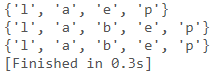 {'l', 'a', 'e', 'p'}
{'l', 'a', 'b', 'e', 'p'}
{'l', 'a', 'b', 'e', 'p'}
[Finished in 0.3s]